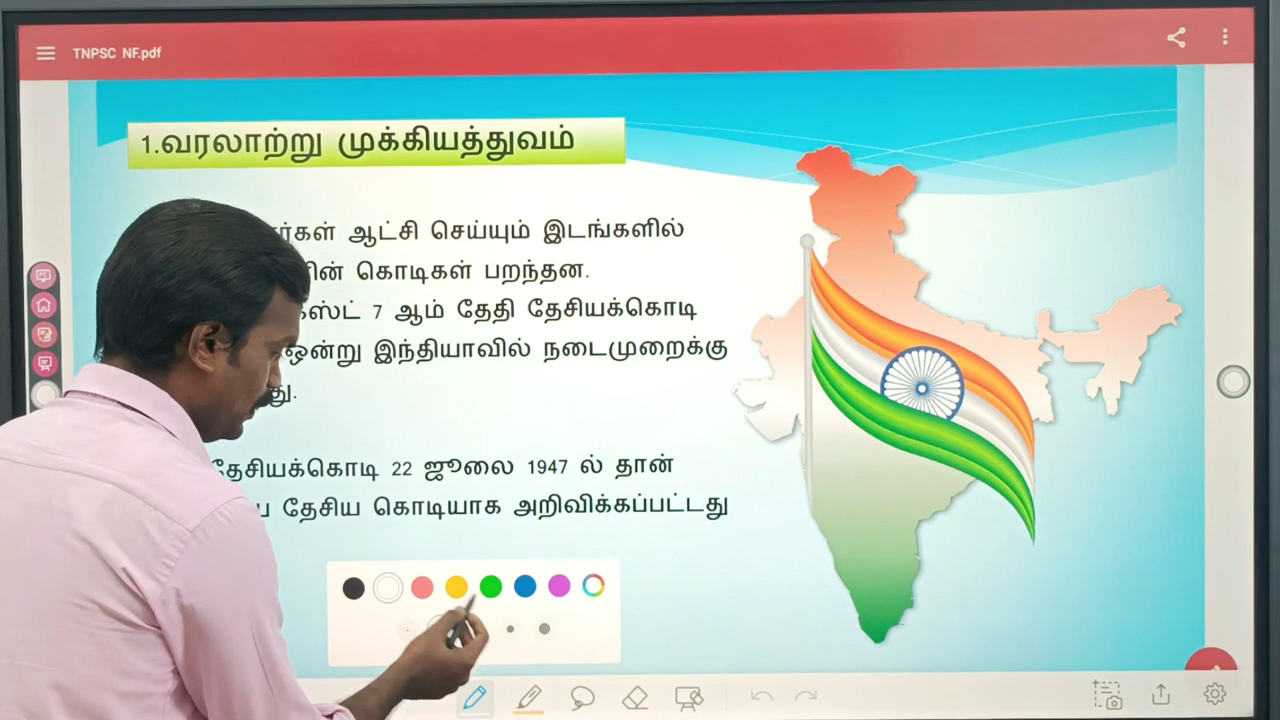 TNPSC NF.pdf
1.வரலாற்று முக்கியத்துவம்
ஆட்சி செய்யும் இடங்களில்
கொடிகள் பறந்தன.
7 ஆம் தேதி தேசியக்கொடி
ஒன்று இந்தியாவில் நடைமுறைக்கு
தேசியக்கொடி 22 ஜூலை 1947 ல் தான்
தேசிய கொடியாக அறிவிக்கப்பட்டது